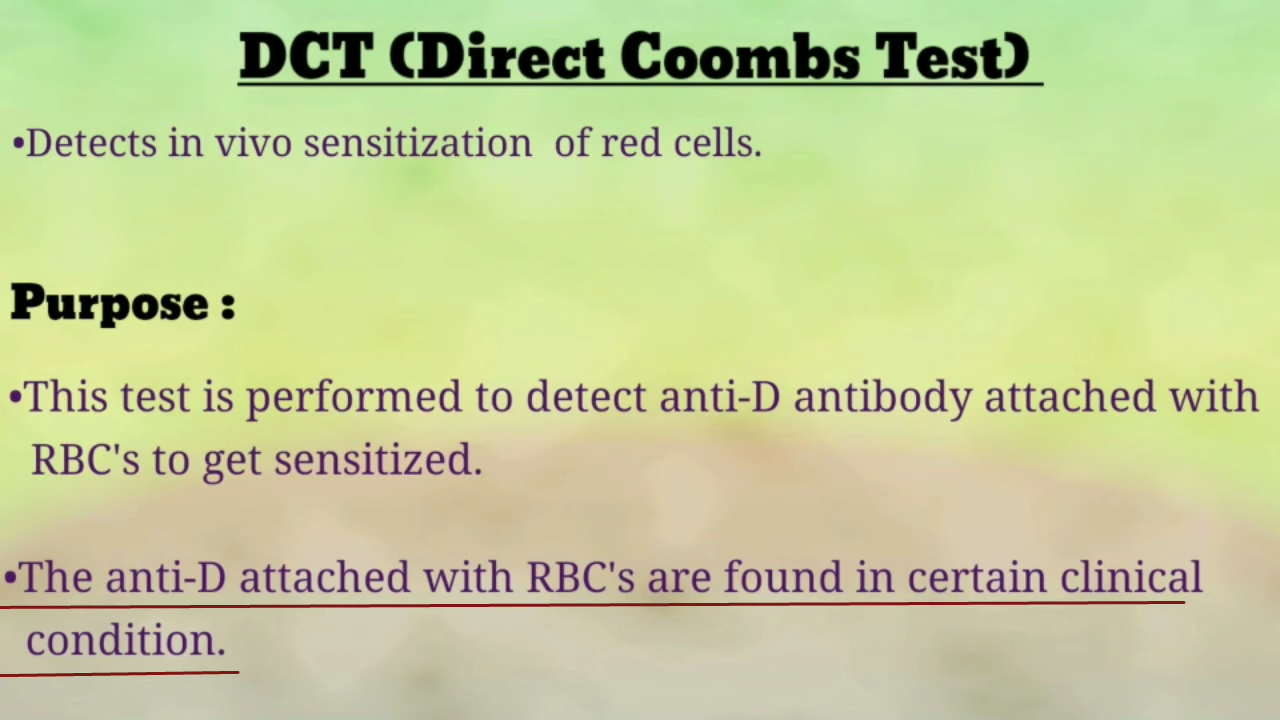 DCT (Direct Coombs Test)
•Detects in vivo sensitization of red cells.
Purpose :
•This test is performed to detect anti-D antibody attached with
RBC's to get sensitized.
•The anti-D attached with RBC's are found in certain clinical
condition.